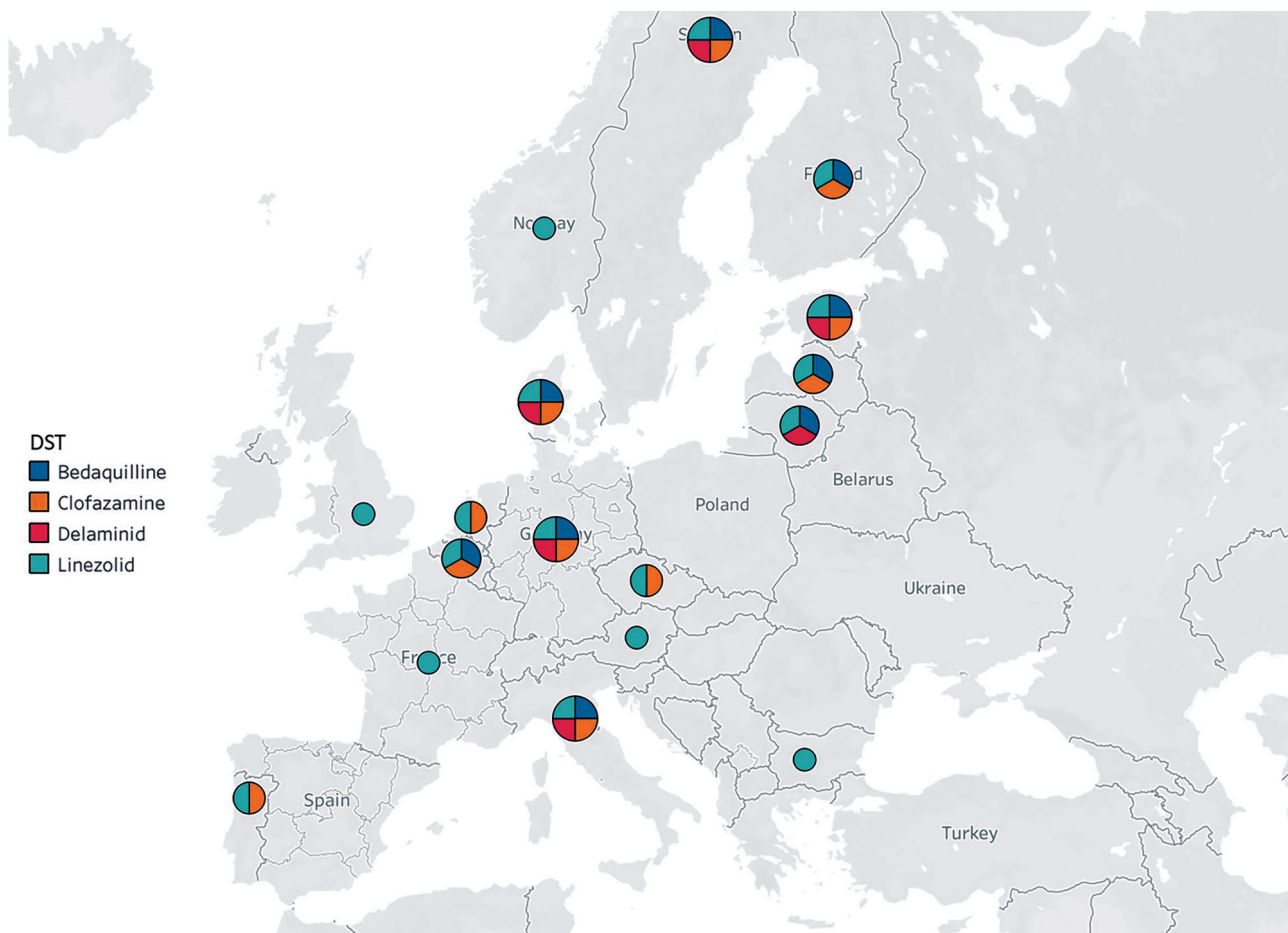 DST
Bedaquilline
Clofazamine
Delaminid
Linezolid
Belarus
Poland
Ukraine
Spain
Turkey